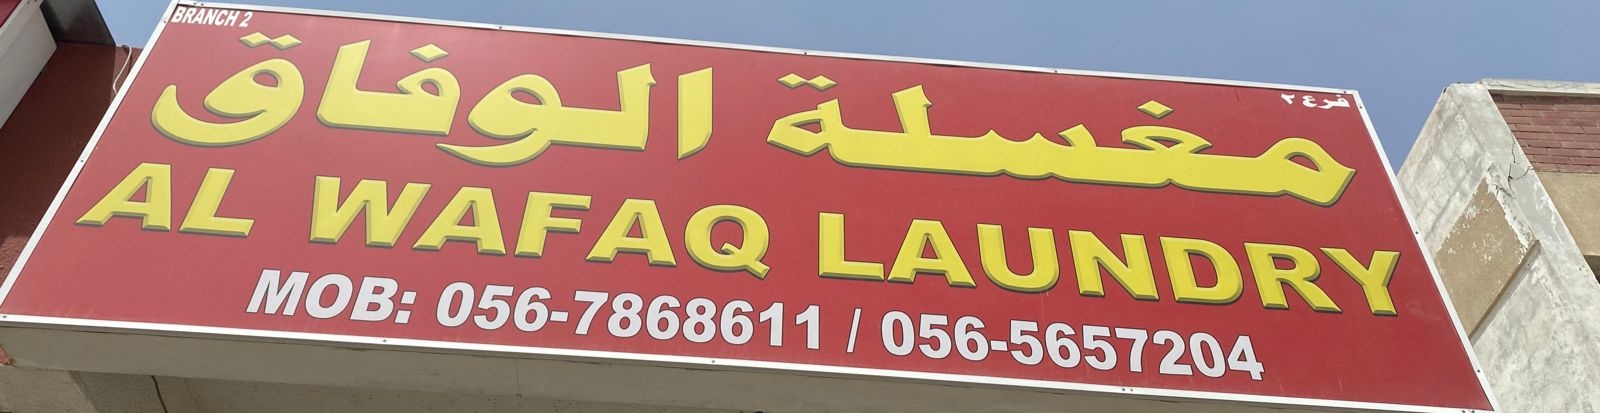 BRANCH 2
فرع ٢
مغسلة الوفاق
AL WAFAQ LAUNDRY
MOB: 056-7868611 / 056-5657204